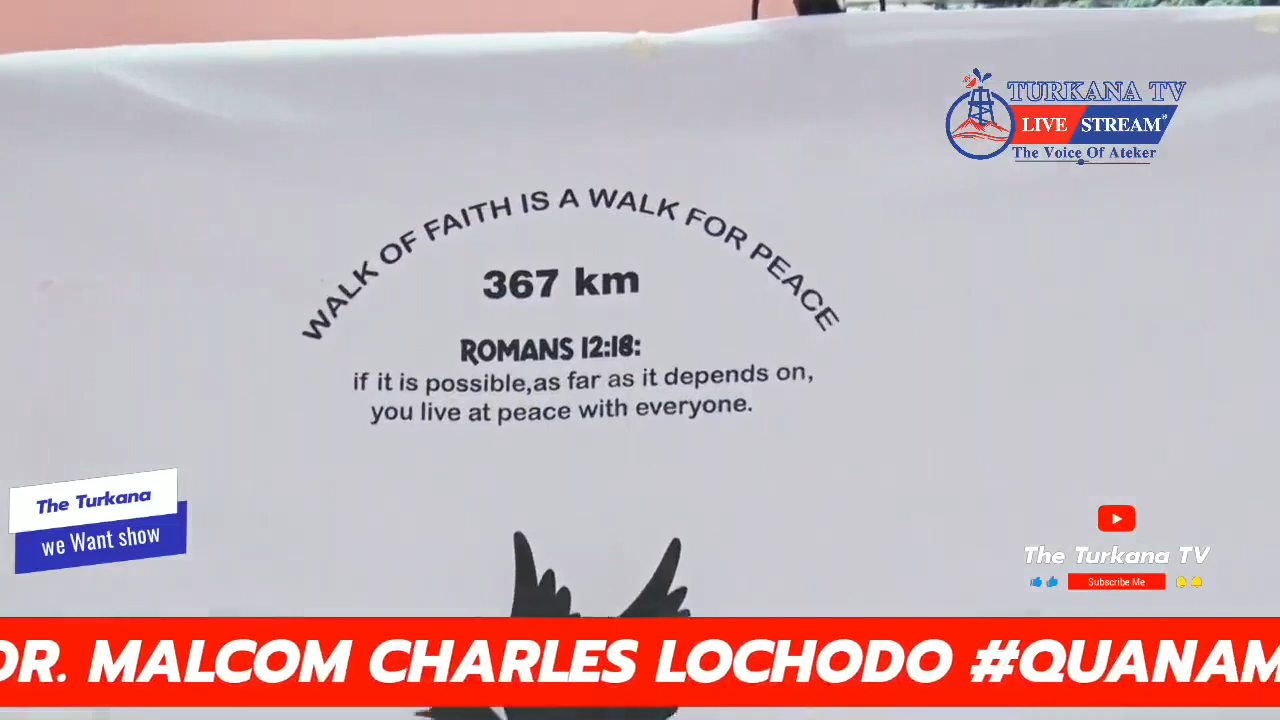 TURKANA TV
LIVE STREAM
The Voice Of Ateker
WALK OF FAITH IS A WALK FOR PEACE
367 km
ROMANS 12:18:
if it is possible,as far as it depends on,
you live at peace with everyone.
The Turkana
we Want show
The Turkana TV
Subscribe Me
DR. MALCOM CHARLES LOCHODO #QUANAM